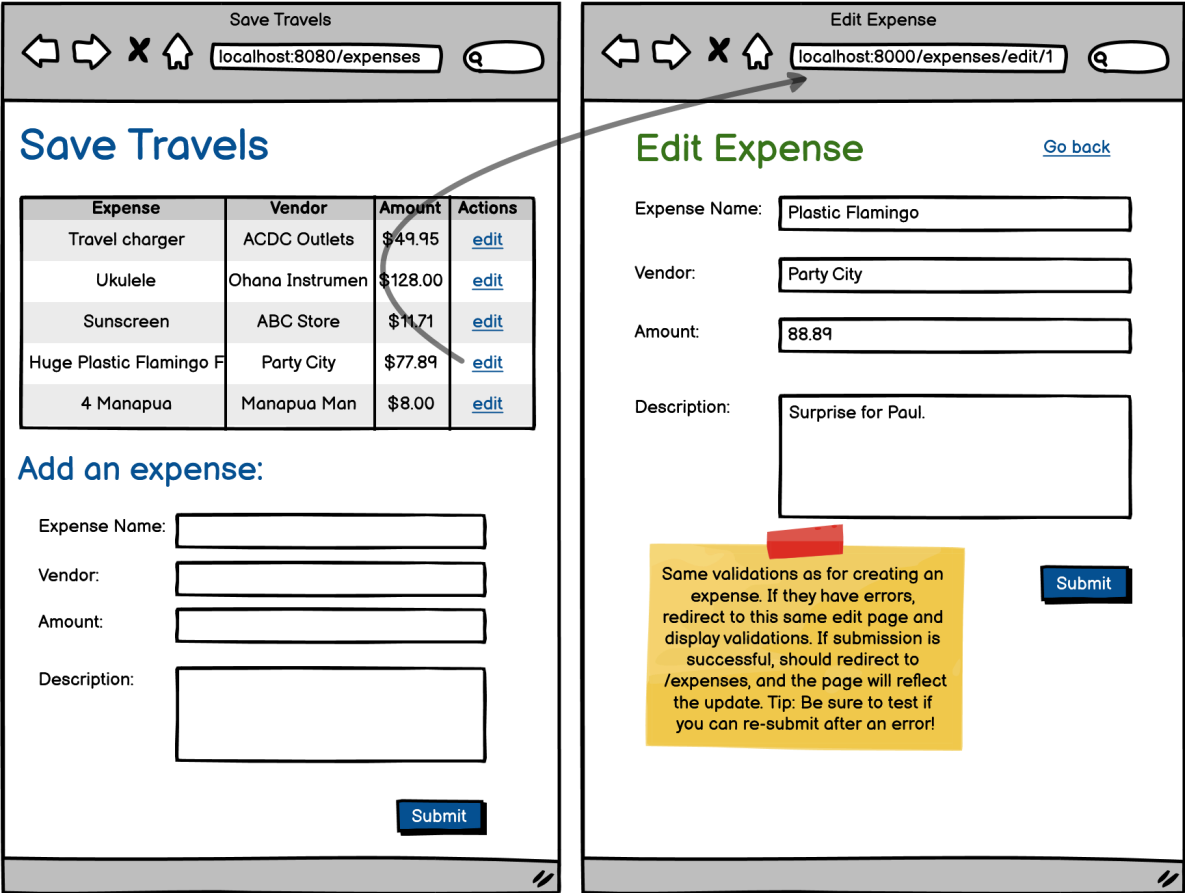 Save Travels
localhost:8080/expenses
Save Travels
Expense Vendor Amount Actions
Travel charger ACDC Outlets $49.95 edit
Ukulele Ohana Instrumen $128.00 edit
Sunscreen ABC Store $11.71 edit
Huge Plastic Flamingo F Party City $77.89 edit
4 Manapua Manapua Man $8.00 edit
Add an expense:
Expense Name:
Vendor:
Amount:
Description:
Submit
Edit Expense
localhost:8000/expenses/edit/1
Edit Expense
Go back
Expense Name: Plastic Flamingo
Vendor: Party City
Amount: 88.89
Description: Surprise for Paul.
Same validations as for creating an
expense. If they have errors,
redirect to this same edit page and
display validations. If submission is
successful, should redirect to
/expenses, and the page will reflect
the update. Tip: Be sure to test if
you can re-submit after an error!
Submit